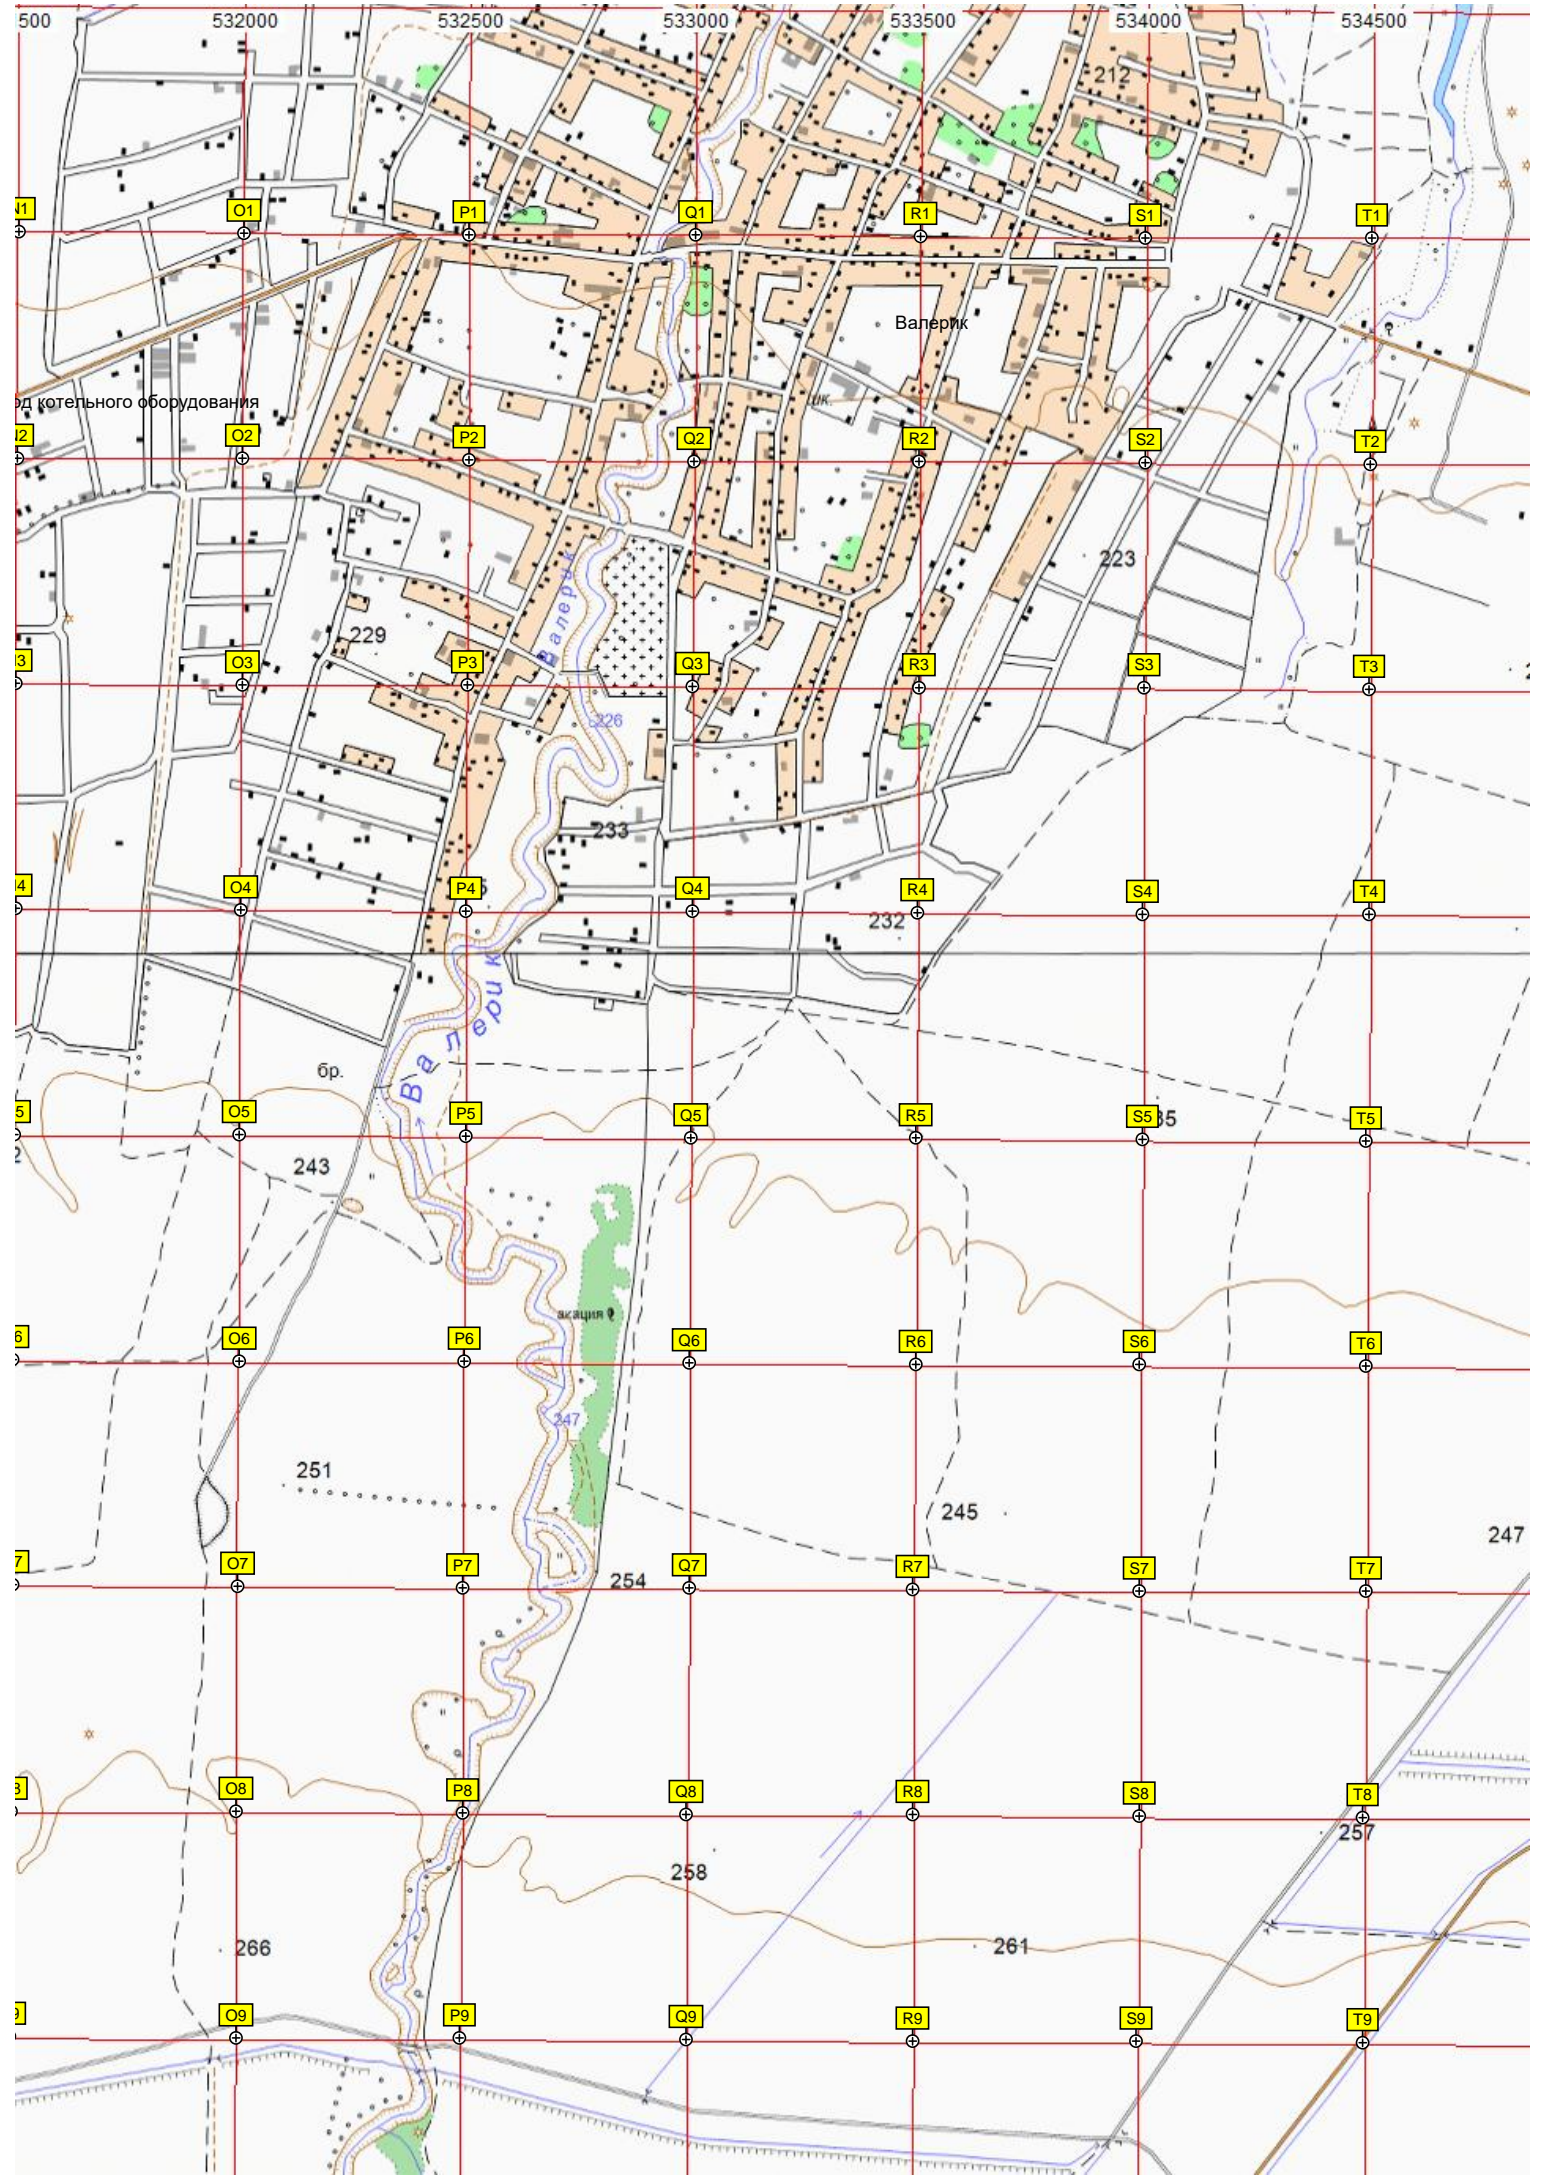 500 532000 532500 533000 533500 534000 534500
212
N1 O1 P1 Q1 R1 S1 T1
Валерик
од котельного оборудования
шк.
N2 O2 P2 Q2 R2 S2 T2
223
Валерик
229
O3 P3 Q3 R3 S3 T3
226
233
O4 P4 Q4 R4 S4 T4
232
Валерик
бр.
O5 P5 Q5 R5 S5 T5
243
акация
O6 P6 Q6 R6 S6 T6
247
251
245
247
O7 P7 Q7 R7 S7 T7
254
O8 P8 Q8 R8 S8 T8
257
258
266
261
O9 P9 Q9 R9 S9 T9